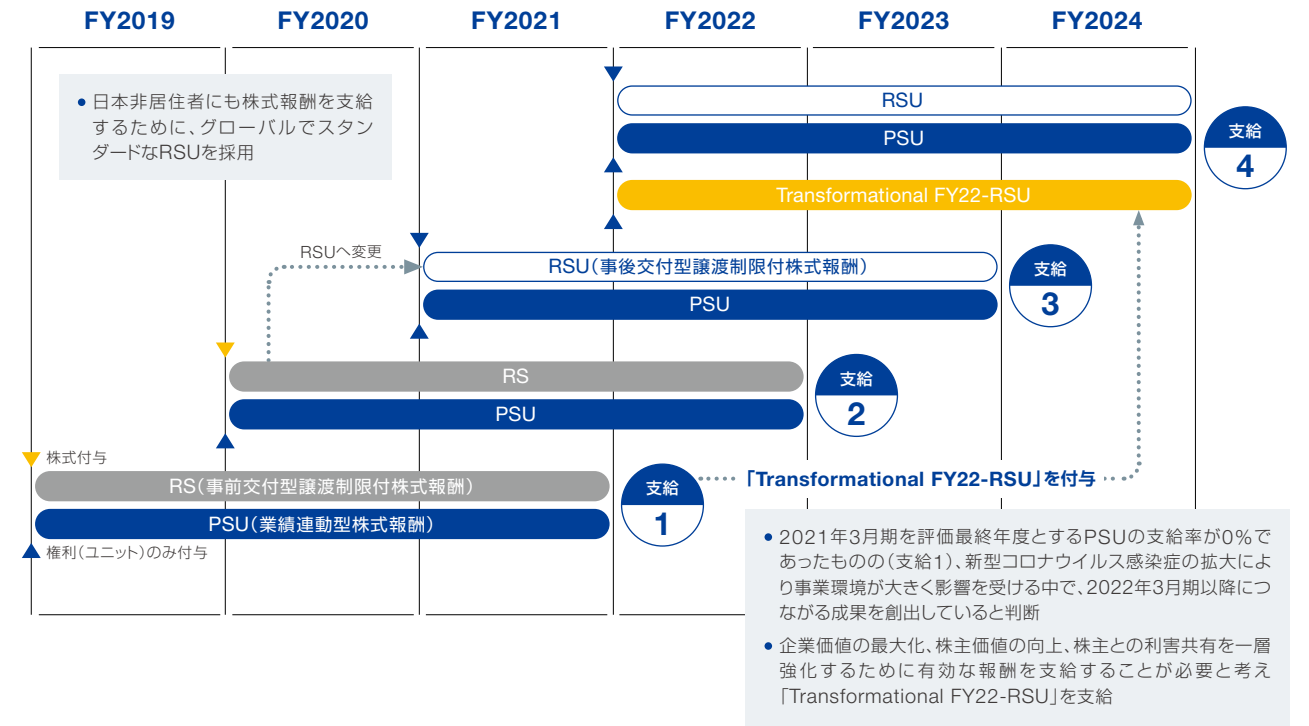 FY2019 FY2020 FY2021 FY2022 FY2023 FY2024
● 日本非居住者にも株式報酬を支給
するために、グローバルでスタン
ダードなRSUを採用
RSU
PSU
支給
4
Transformational FY22-RSU
RSUへ変更
RSU（事後交付型譲渡制限付株式報酬）
PSU
支給
3
RS
PSU
支給
2
株式付与
RS（事前交付型譲渡制限付株式報酬）
PSU（業績連動型株式報酬）
権利（ユニット）のみ付与
支給
1
「Transformational FY22-RSU」を付与
● 2021年3月期を評価最終年度とするPSUの支給率が0%で
あったものの（支給1）、新型コロナウイルス感染症の拡大によ
り事業環境が大きく影響を受ける中で、2022年3月期以降につ
ながる成果を創出していると判断
● 企業価値の最大化、株主価値の向上、株主との利害共有を一層
強化するために有効な報酬を支給することが必要と考え
「Transformational FY22-RSU」を支給